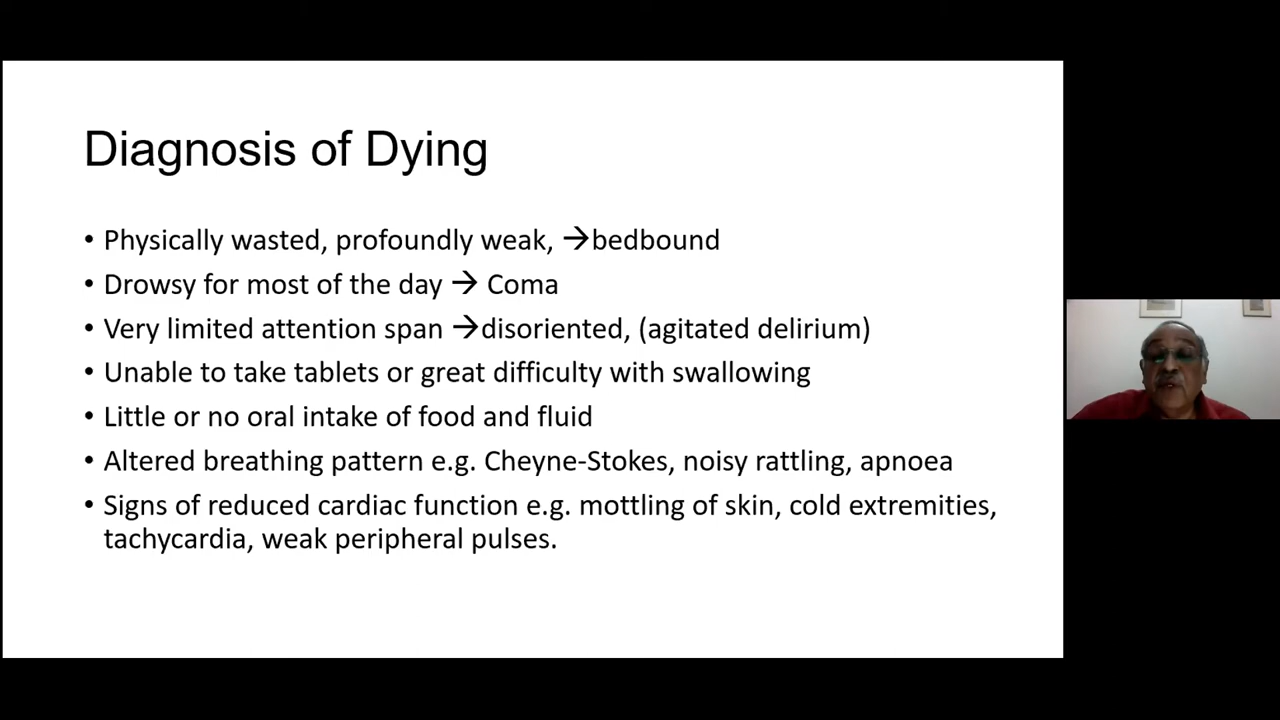 Diagnosis of Dying
• Physically wasted, profoundly weak, →bedbound
• Drowsy for most of the day → Coma
• Very limited attention span →disoriented, (agitated delirium)
• Unable to take tablets or great difficulty with swallowing
• Little or no oral intake of food and fluid
• Altered breathing pattern e.g. Cheyne-Stokes, noisy rattling, apnoea
• Signs of reduced cardiac function e.g. mottling of skin, cold extremities,
tachycardia, weak peripheral pulses.